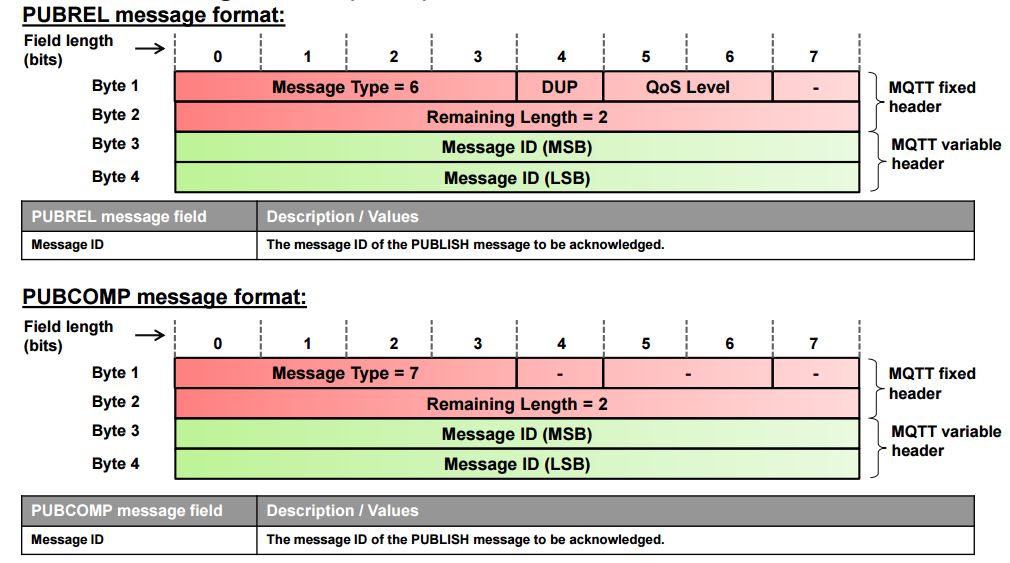 PUBREL message format:
Field length
(bits)
0 1 2 3 4 5 6 7
Byte 1 Message Type = 6 DUP QoS Level - MQTT fixed
header
Byte 2 Remaining Length = 2
Byte 3 Message ID (MSB) MQTT variable
header
Byte 4 Message ID (LSB)
PUBREL message field Description / Values
Message ID The message ID of the PUBLISH message to be acknowledged.
PUBCOMP message format:
Field length
(bits)
0 1 2 3 4 5 6 7
Byte 1 Message Type = 7 - - - MQTT fixed
header
Byte 2 Remaining Length = 2
Byte 3 Message ID (MSB) MQTT variable
header
Byte 4 Message ID (LSB)
PUBCOMP message field Description / Values
Message ID The message ID of the PUBLISH message to be acknowledged.